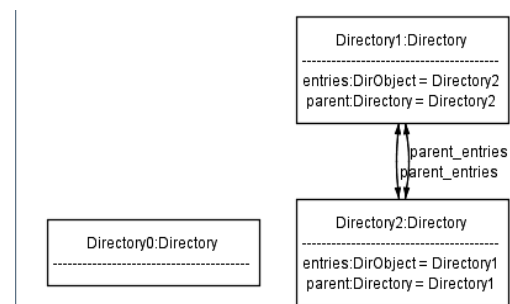 Directory1:Directory
entries:DirObject = Directory2
parent:Directory = Directory2
parent_entries
parent_entries
Directory0:Directory
Directory2:Directory
entries:DirObject = Directory1
parent:Directory = Directory1